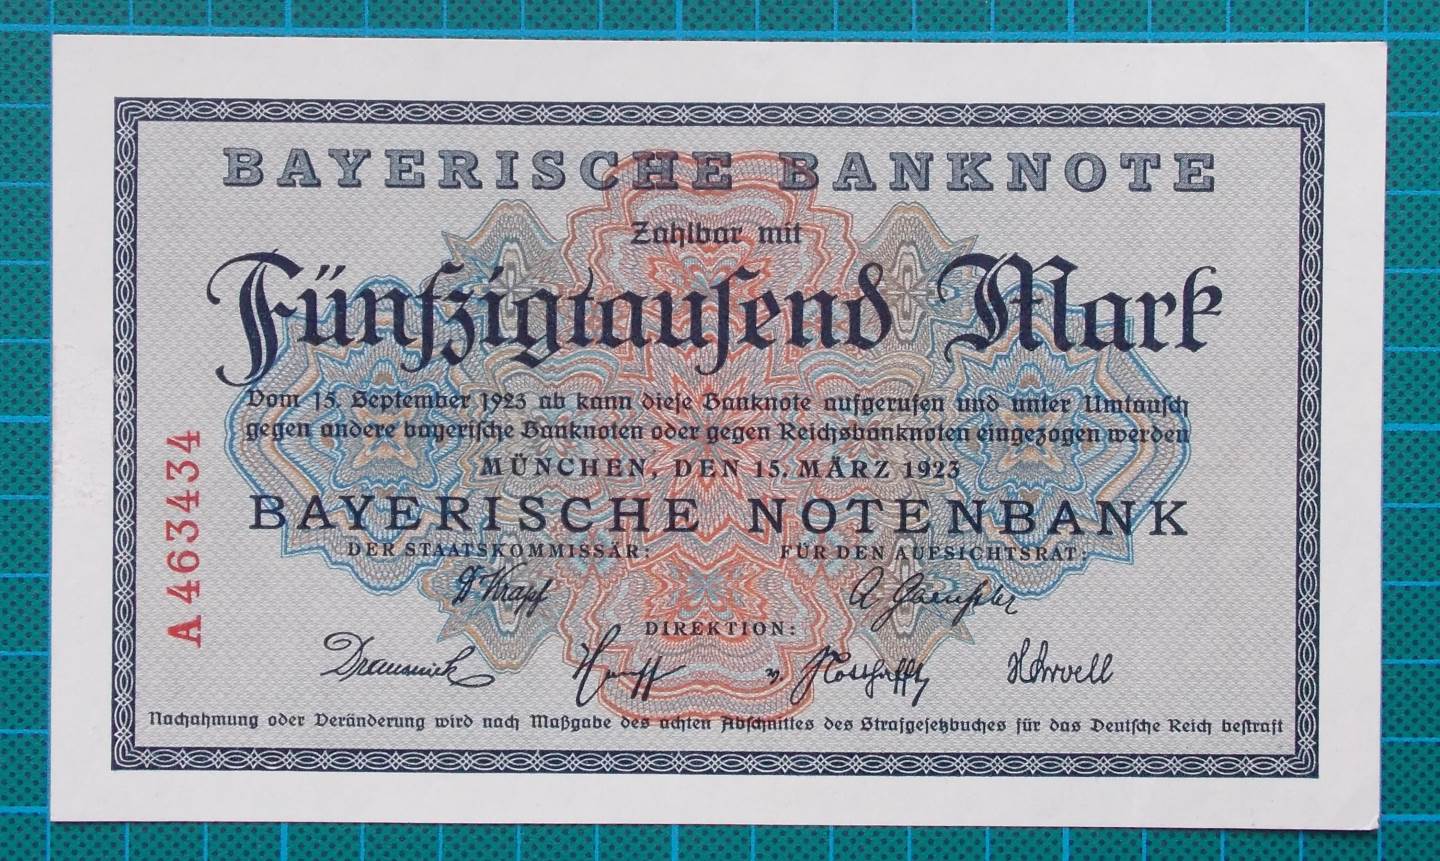 BAYERISCHE BANKNOTE
Zahlbar mit
Fünfzigtausend Mark
Vom 15. September 1923 ab kann diese Banknote aufgerufen und unter Umtausch
gegen andere bayerische Banknoten oder gegen Reichsbanknoten eingezogen werden
MÜNCHEN, DEN 15. MÄRZ 1923
BAYERISCHE NOTENBANK
DER STAATSKOMMISSÄR: FÜR DEN AUFSICHTSRAT:
Dr Krapf
DIREKTION:
Nachahmung oder Veränderung wird nach Maßgabe des achten Abschnittes des Strafgesetzbuches für das Deutsche Reich bestraft
A 463434